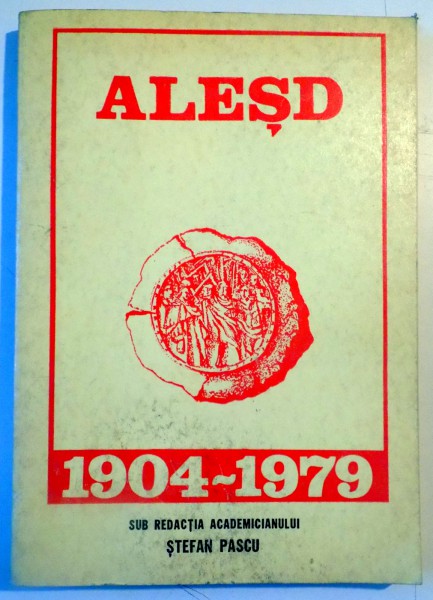 ALEȘD
1904~1979
SUB REDACȚIA ACADEMICIANULUI
ȘTEFAN PASCU